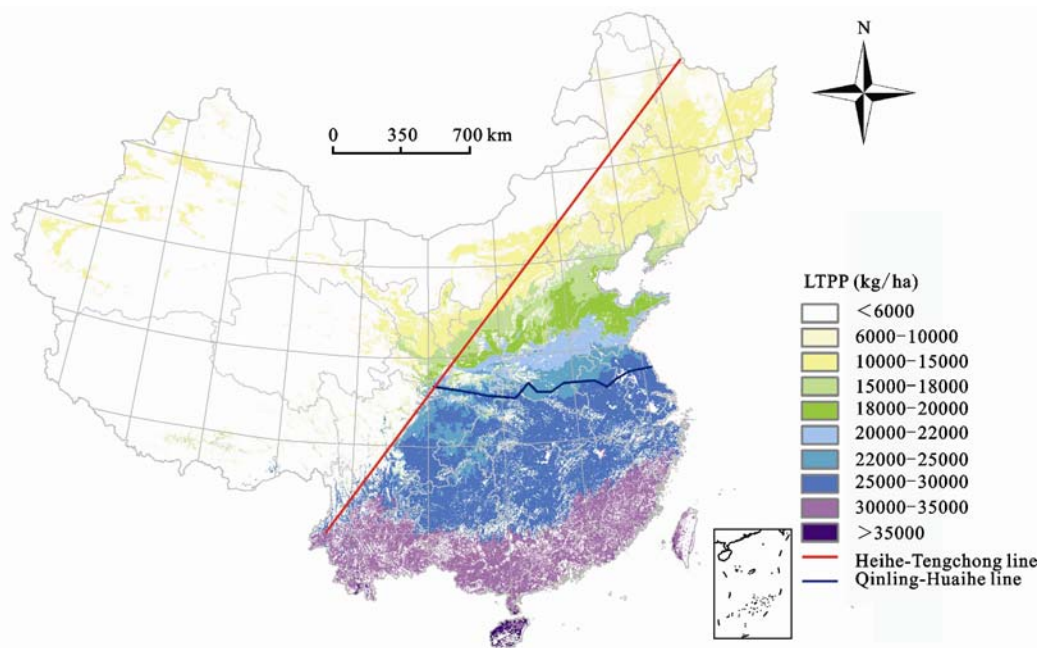 N
0 350 700 km
LTPP (kg/ha)
<6000
6000-10000
10000-15000
15000-18000
18000-20000
20000-22000
22000-25000
25000-30000
30000-35000
>35000
Heihe-Tengchong line
Qinling-Huaihe line